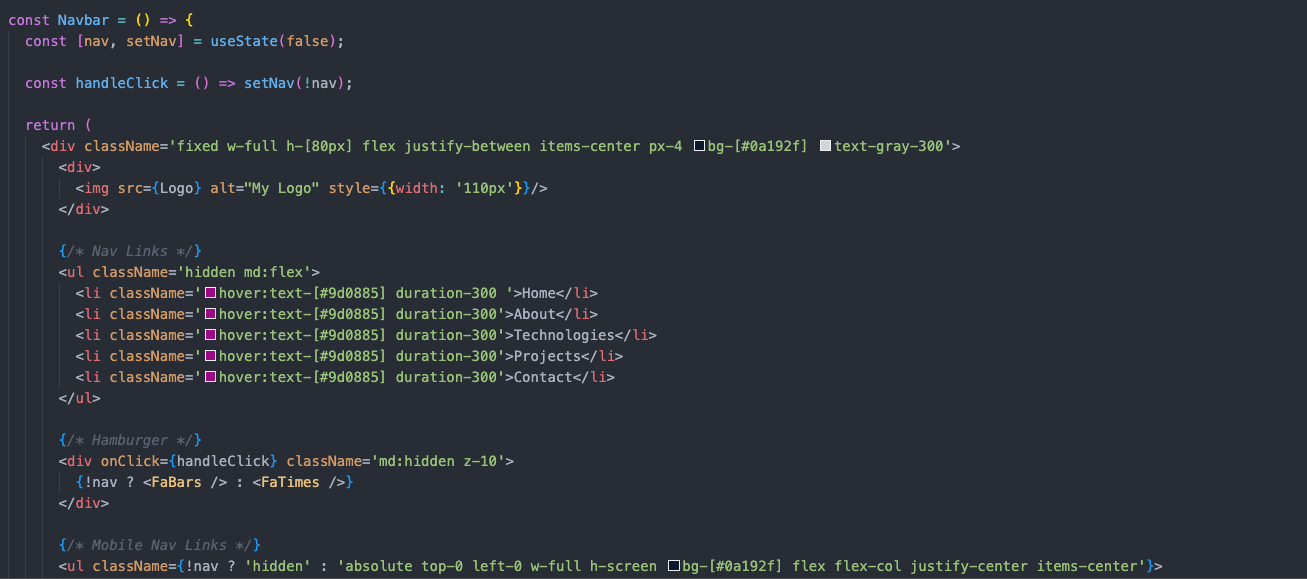 const Navbar = () => {
  const [nav, setNav] = useState(false);

  const handleClick = () => setNav(!nav);

  return (
    <div className='fixed w-full h-[80px] flex justify-between items-center px-4 bg-[#0a192f] text-gray-300'>
      <div>
        <img src={Logo} alt="My Logo" style={{width: '110px'}}/>
      </div>

      {/* Nav Links */}
      <ul className='hidden md:flex'>
        <li className='hover:text-[#9d0885] duration-300 '>Home</li>
        <li className='hover:text-[#9d0885] duration-300'>About</li>
        <li className='hover:text-[#9d0885] duration-300'>Technologies</li>
        <li className='hover:text-[#9d0885] duration-300'>Projects</li>
        <li className='hover:text-[#9d0885] duration-300'>Contact</li>
      </ul>

      {/* Hamburger */}
      <div onClick={handleClick} className='md:hidden z-10'>
        {!nav ? <FaBars /> : <FaTimes />}
      </div>

      {/* Mobile Nav Links */}
      <ul className={!nav ? 'hidden' : 'absolute top-0 left-0 w-full h-screen bg-[#0a192f] flex flex-col justify-center items-center'}>